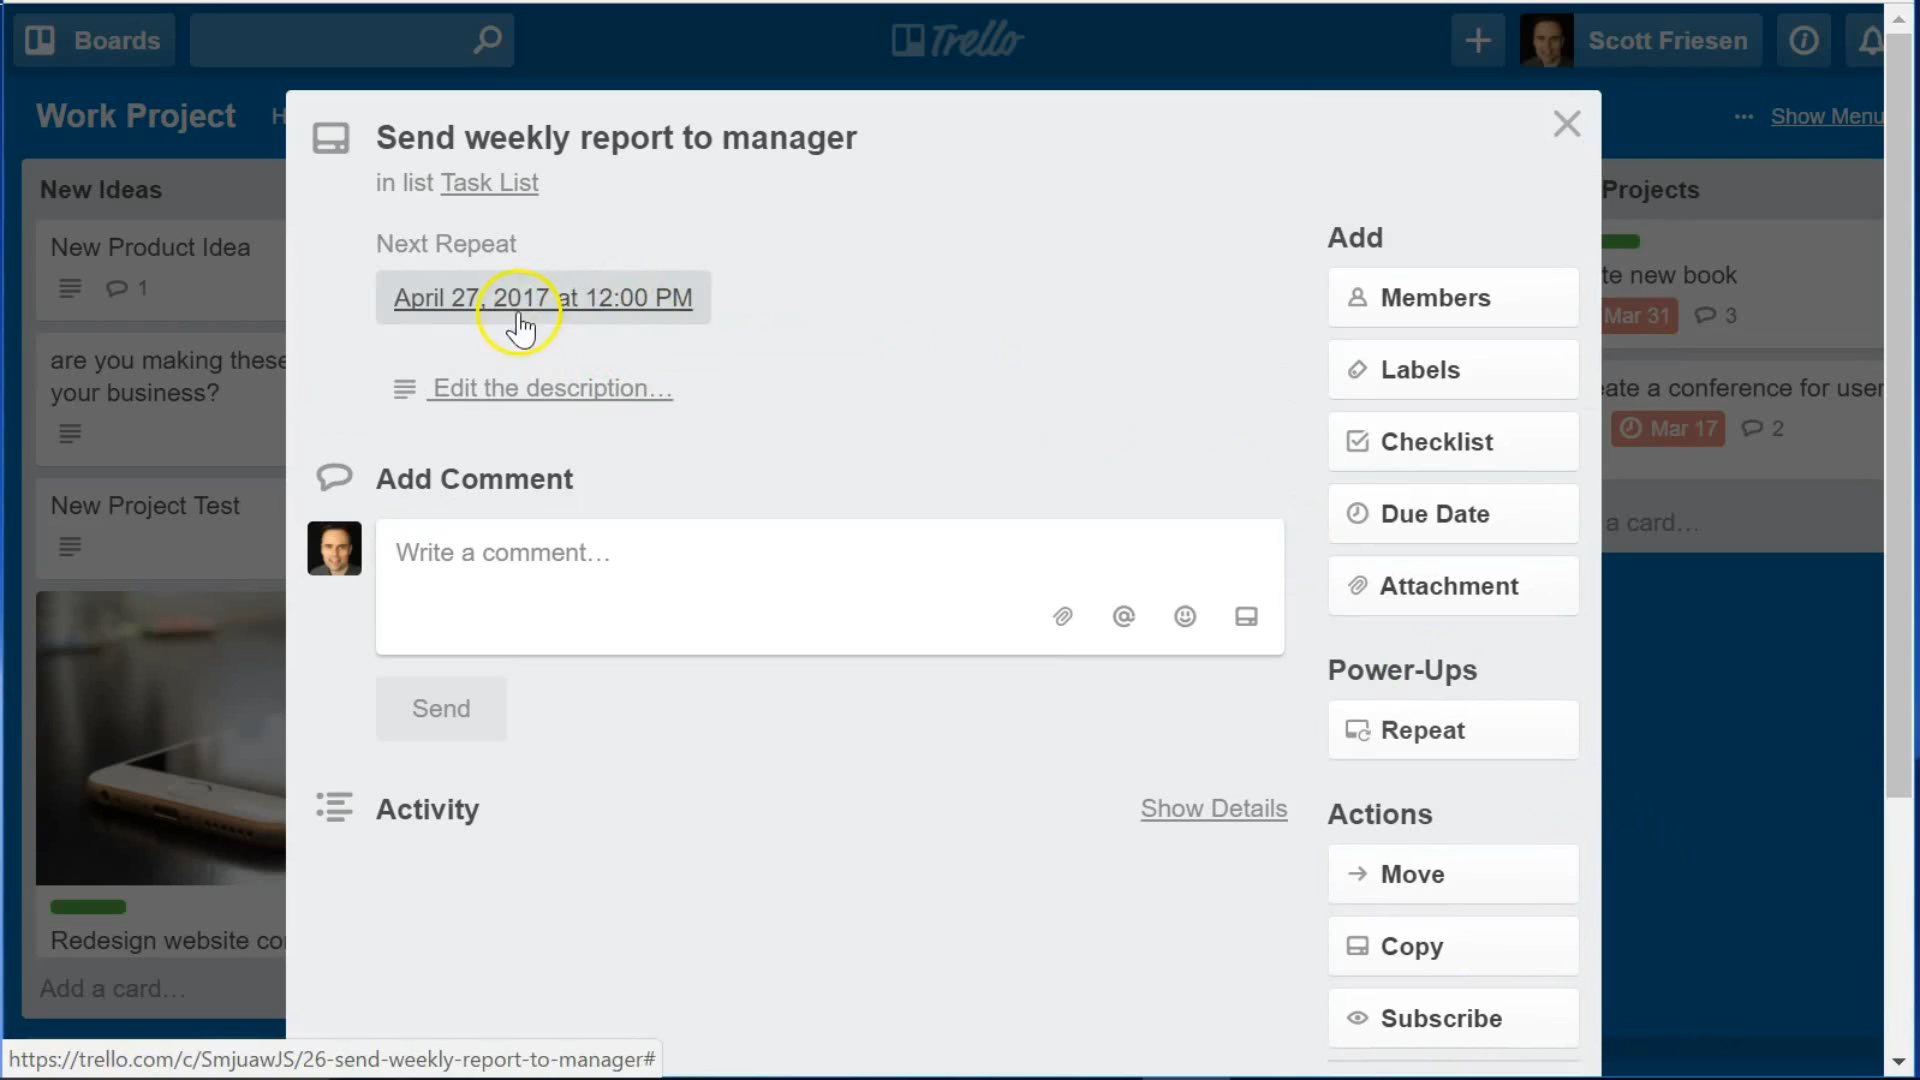 Boards
Trello
Scott Friesen
Work Project
H
Show Menu
New Ideas
New Product Idea
1
are you making these
your business?
New Project Test
Redesign website co
Add a card…
Send weekly report to manager
in list Task List
Next Repeat
April 27, 2017 at 12:00 PM
Edit the description…
Add Comment
Write a comment…
Send
Activity
Show Details
Add
Members
Labels
Checklist
Due Date
Attachment
Power-Ups
Repeat
Actions
Move
Copy
Subscribe
Projects
te new book
Mar 31
3
eate a conference for user
Mar 17
2
a card…
https://trello.com/c/SmjuawJS/26-send-weekly-report-to-manager#